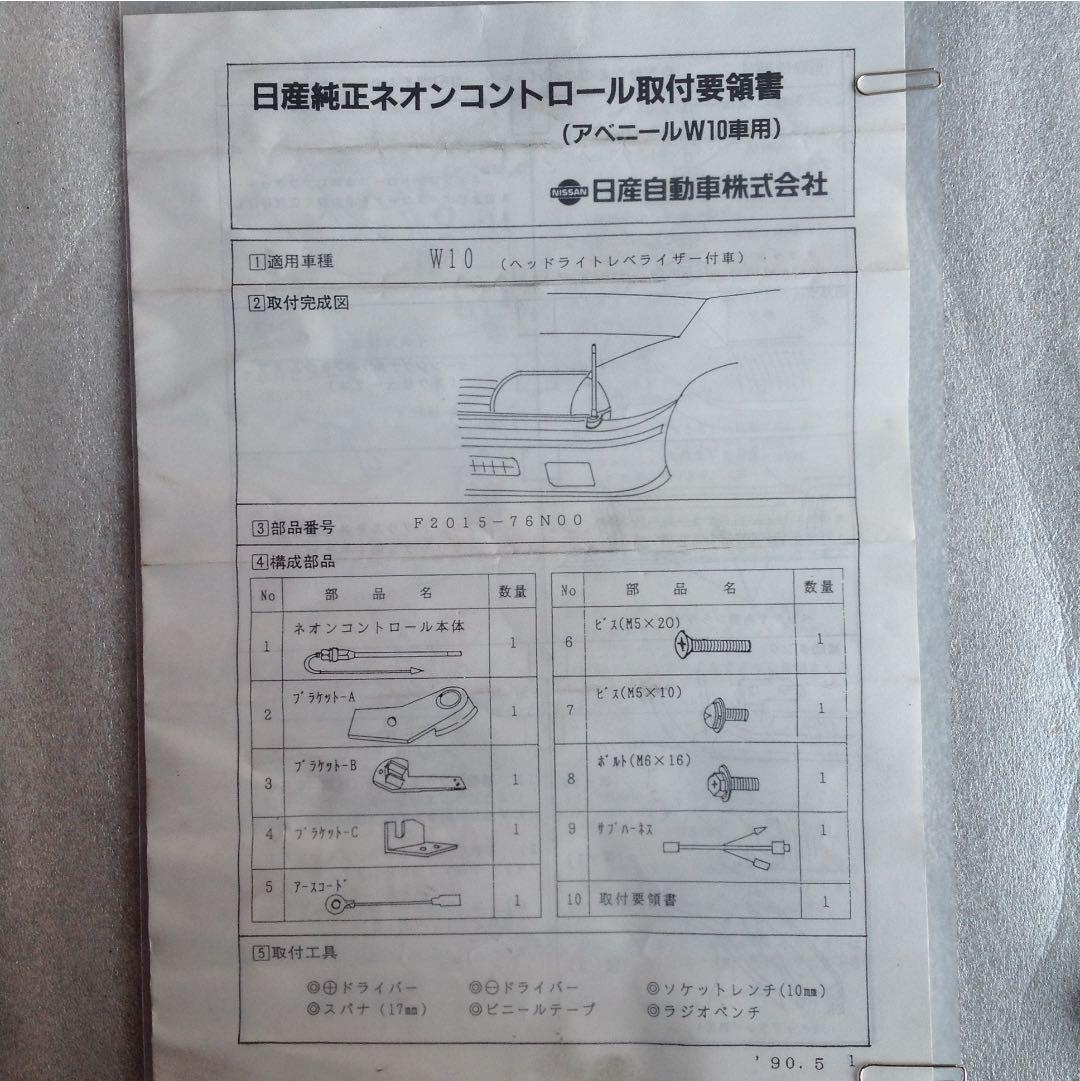 日産純正ネオンコントロール取付要領書
(アベニールW10車用)
NISSAN 日産自動車株式会社
1 適用車種 W10 (ヘッドライトレベライザー付車)
2 取付完成図
3 部品番号 F2015-76N00
4 構成部品
No 部品名 数量
1 ネオンコントロール本体 1
2 ブラケット-A 1
3 ブラケット-B 1
4 ブラケット-C 1
5 アースコード 1
No 部品名 数量
6 ビス(M5×20) 1
7 ビス(M5×10) 1
8 ボルト(M6×16) 1
9 サブハーネス 1
10 取付要領書 1
5 取付工具
◎⊕ドライバー ◎⊖ドライバー ◎ソケットレンチ(10mm)
◎スパナ(17mm) ◎ビニールテープ ◎ラジオペンチ
'90.5 1